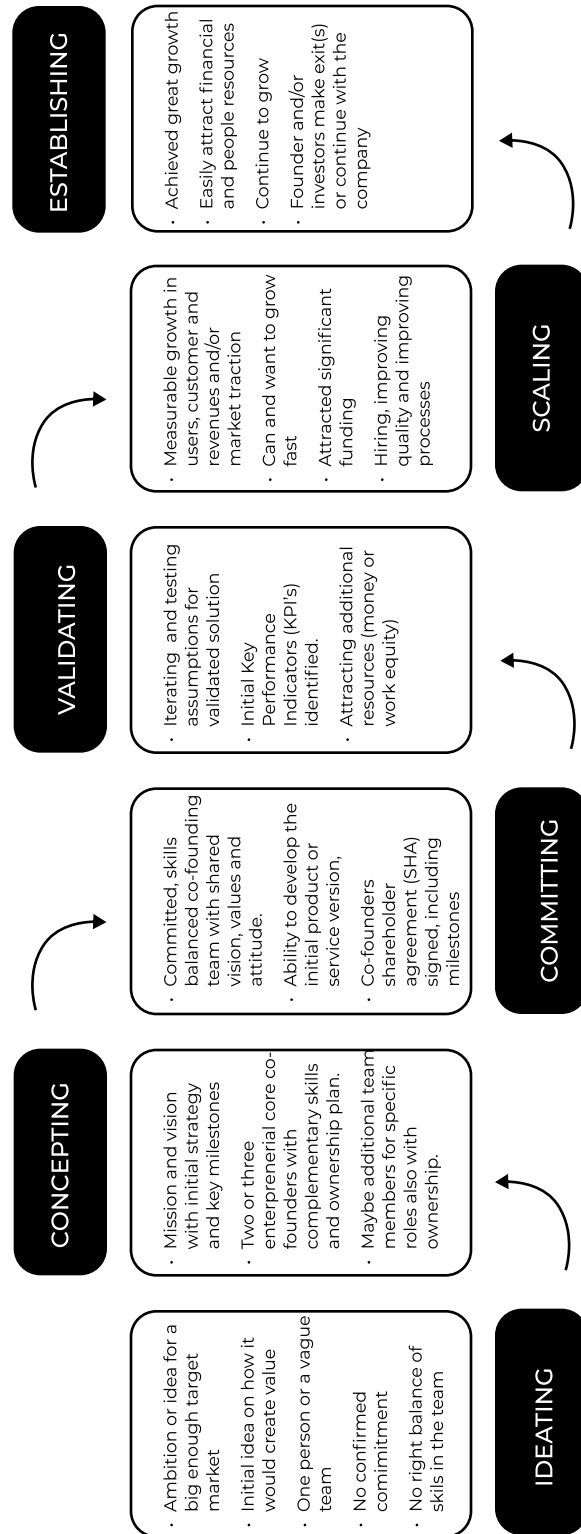 IDEATING
· Ambition or idea for a
big enough target
market
· Initial idea on how it
would create value
· One person or a vague
team
· No confirmed
comimitment
· No right balance of
skils in the team
CONCEPTING
· Mission and vision
with initial strategy
and key milestones
· Two or three
enterprenerial core co-
founders with
complementary skills
and ownership plan.
· Maybe additional team
members for specific
roles also with
ownership.
COMMITTING
· Committed, skills
balanced co-founding
team with shared
vision, values and
attitude.
· Ability to develop the
initial product or
service version,
· Co-founders
shareholder
agreement (SHA)
signed, including
milestones
VALIDATING
· Iterating and testing
assumptions for
validated solution
· Initial Key
Performance
Indicators (KPI's)
identified.
· Attracting additional
resources (money or
work equity)
SCALING
· Measurable growth in
users, customer and
revenues and/or
market traction
· Can and want to grow
fast
· Attracted significant
funding
· Hiring, improving
quality and improving
processes
ESTABLISHING
· Achieved great growth
· Easily attract financial
and people resources
· Continue to grow
· Founder and/or
investors make exit(s)
or continue with the
company